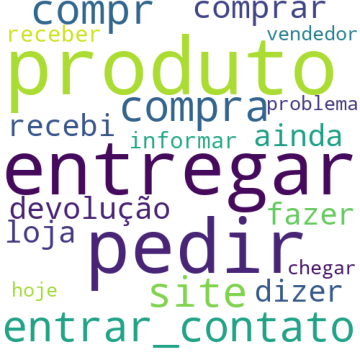 compr comprar
receber vendedor
produto
compra problema
recebi informar ainda
entregar
devolução fazer
loja pedir
chegar
hoje site dizer
entrar_contato